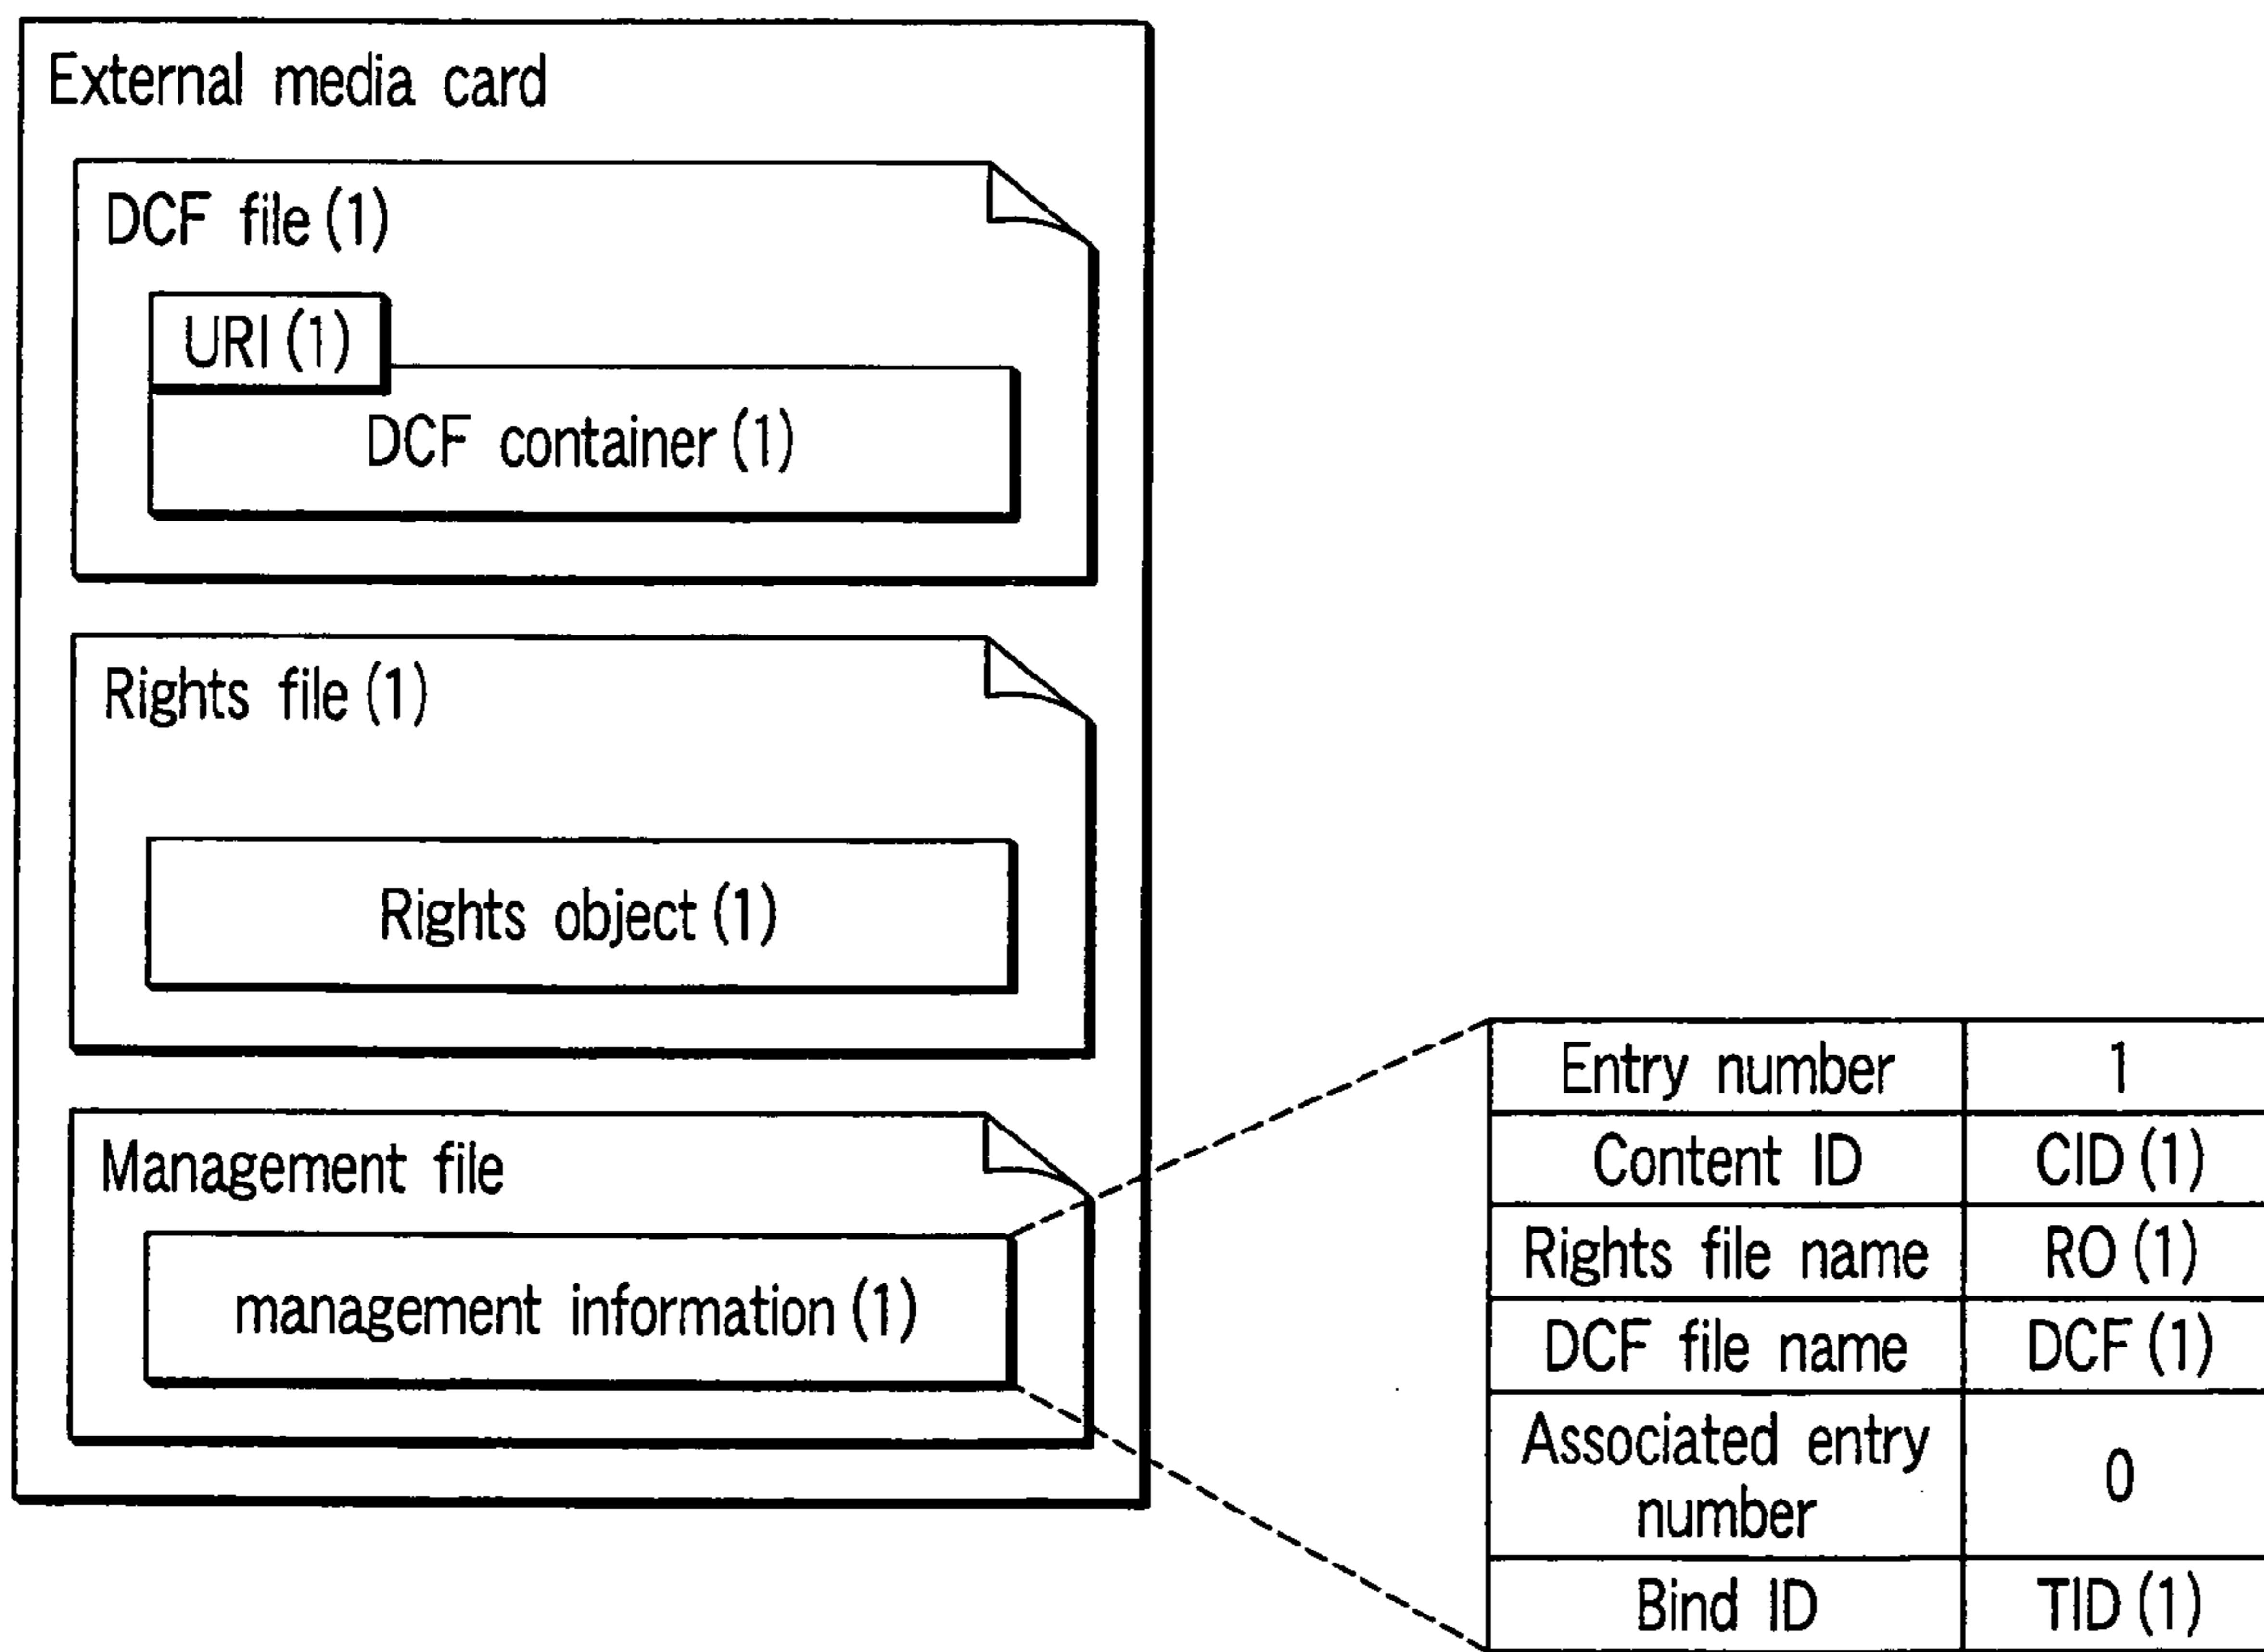 External media card
DCF file (1)
URI (1)
DCF container (1)
Rights file (1)
Rights object (1)
Management file
management information (1)
Entry number 1
Content ID CID (1)
Rights file name RO (1)
DCF file name DCF (1)
Associated entry
number 0
Bind ID TID (1)